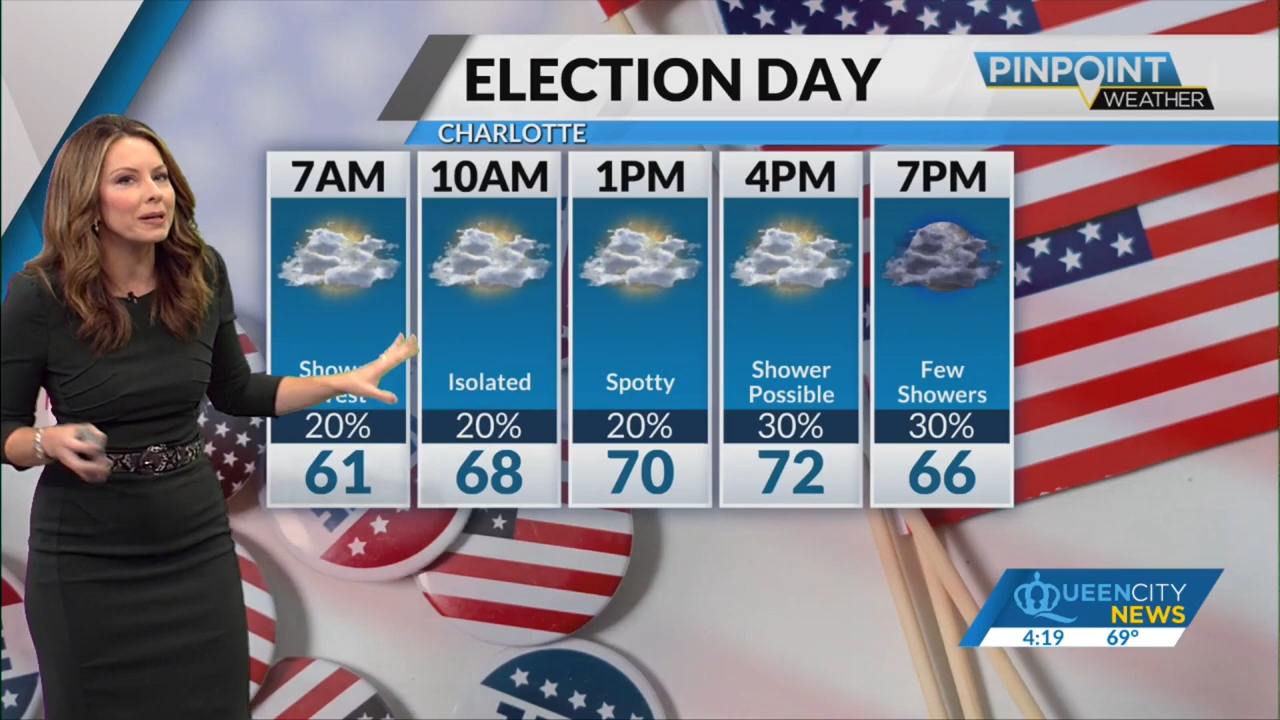 ELECTION DAY
PINPOINT
WEATHER
CHARLOTTE
7AM 10AM 1PM 4PM 7PM
Isolated
Spotty
Shower
Possible
Few
Showers
20% 20% 20% 30% 30%
61 68 70 72 66
QUEENCITY
NEWS
4:19 69°